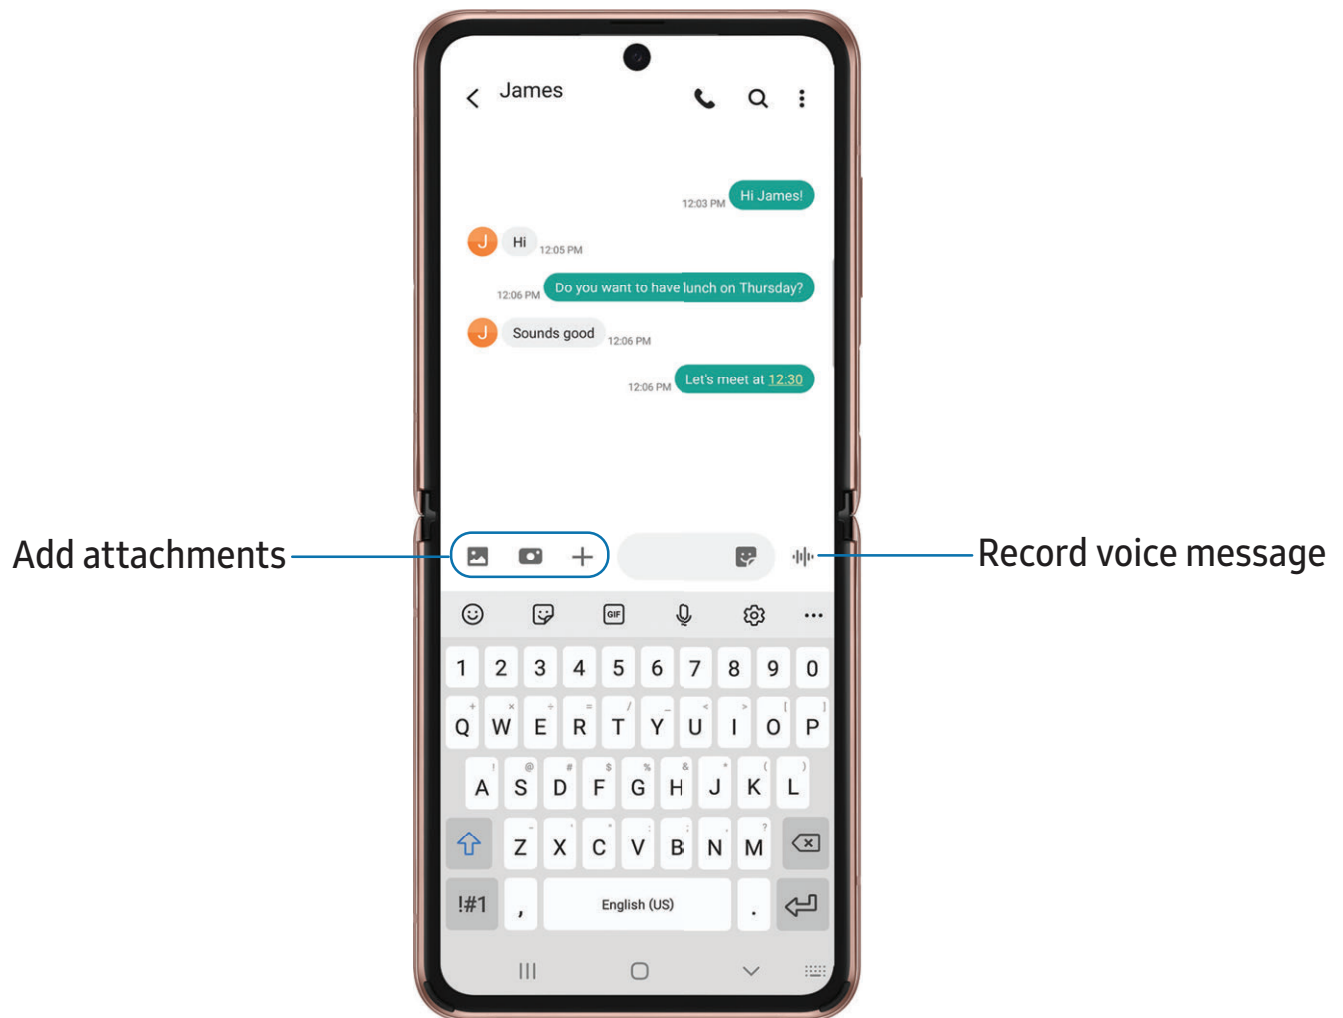 James
12:03 PM Hi James!
J Hi 12:05 PM
12:06 PM Do you want to have lunch on Thursday?
J Sounds good 12:06 PM
12:06 PM Let's meet at 12:30
Add attachments
Record voice message
GIF
1 2 3 4 5 6 7 8 9 0
+ × ÷ = / _ < > [ ]
Q W E R T Y U I O P
! @ # $ % & * ( )
A S D F G H J K L
- ' " : ; , ?
Z X C V B N M
!#1 , English (US) .